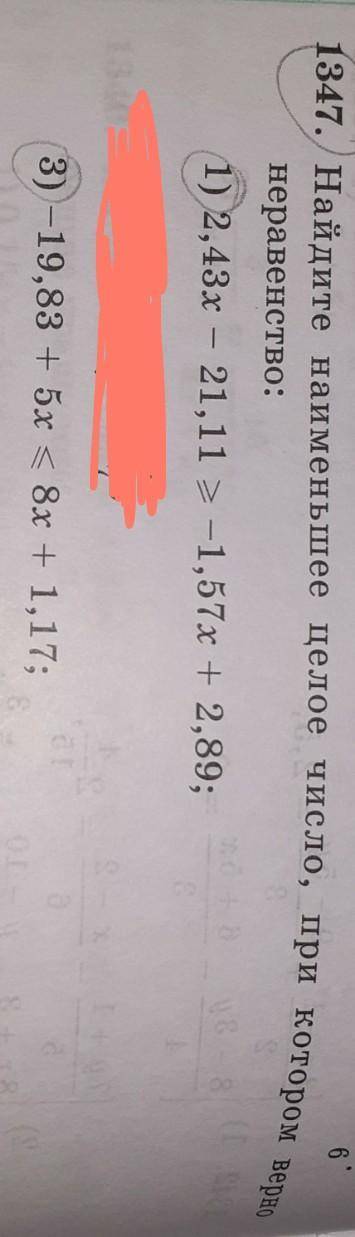 6
1347. Найдите наименьшее целое число, при котором верно
неравенство:
1) 2,43x − 21,11 ⩾ −1,57x + 2,89;
3) −19,83 + 5x ⩽ 8x + 1,17;